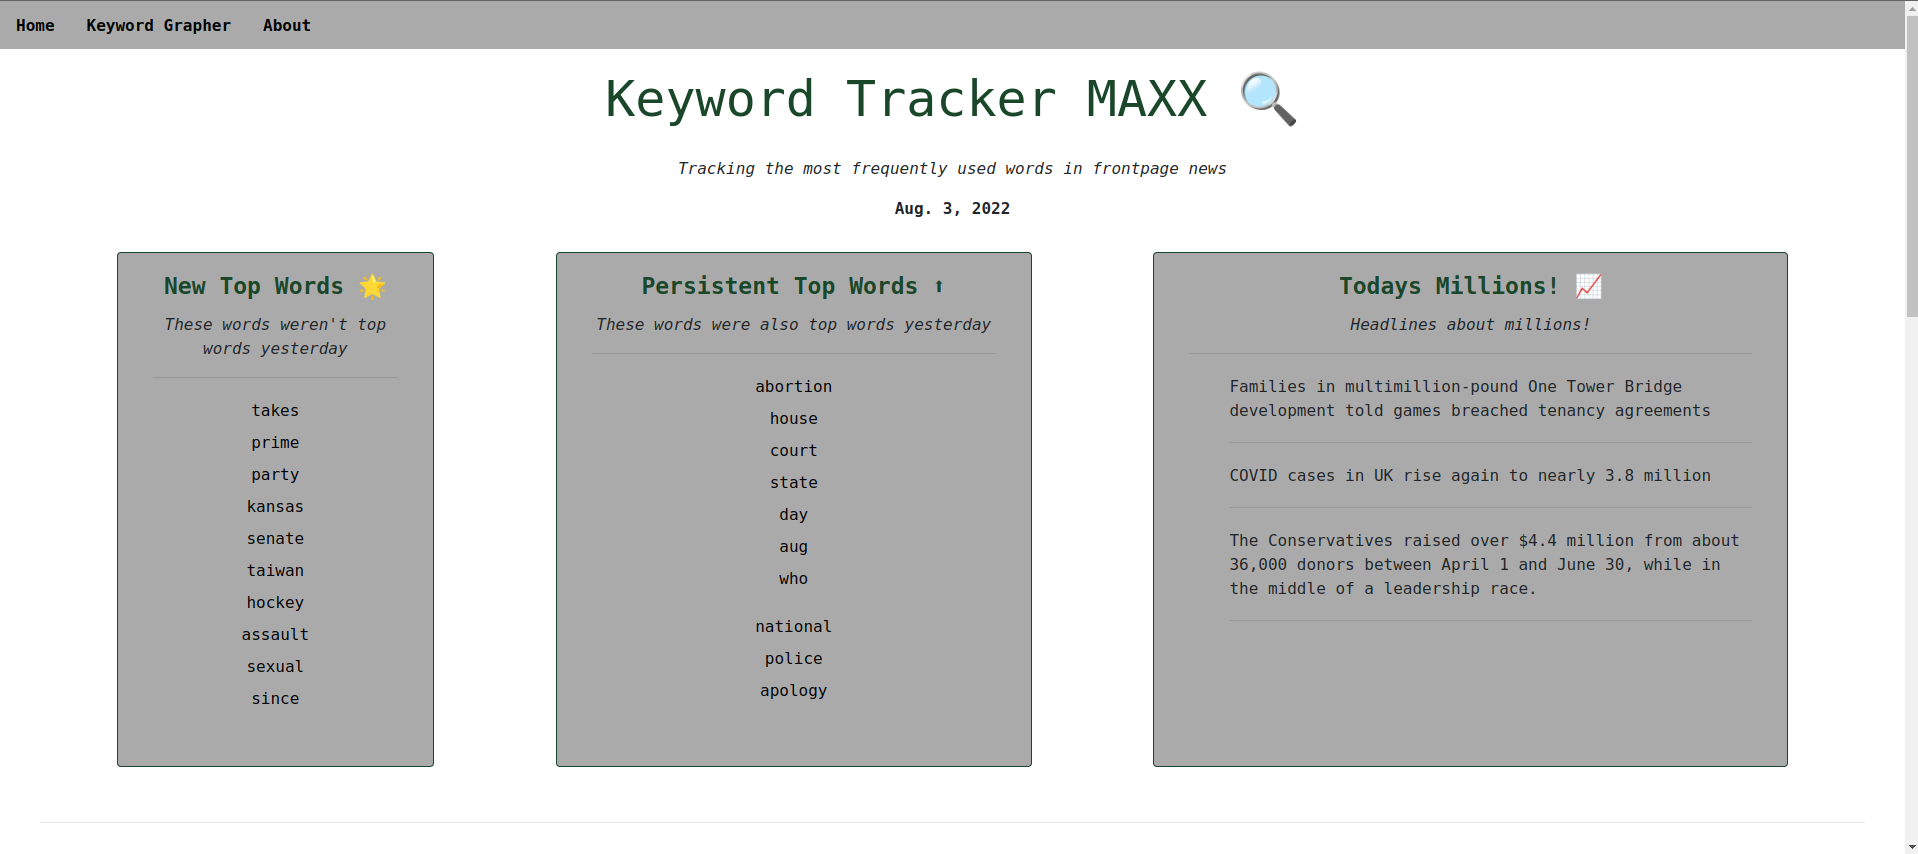 Home Keyword Grapher About
Keyword Tracker MAXX 🔍
Tracking the most frequently used words in frontpage news
Aug. 3, 2022
New Top Words 🌟
These words weren't top
words yesterday
takes
prime
party
kansas
senate
taiwan
hockey
assault
sexual
since
Persistent Top Words ⬆
These words were also top words yesterday
abortion
house
court
state
day
aug
who
national
police
apology
Todays Millions! 📈
Headlines about millions!
Families in multimillion-pound One Tower Bridge
development told games breached tenancy agreements
COVID cases in UK rise again to nearly 3.8 million
The Conservatives raised over $4.4 million from about
36,000 donors between April 1 and June 30, while in
the middle of a leadership race.